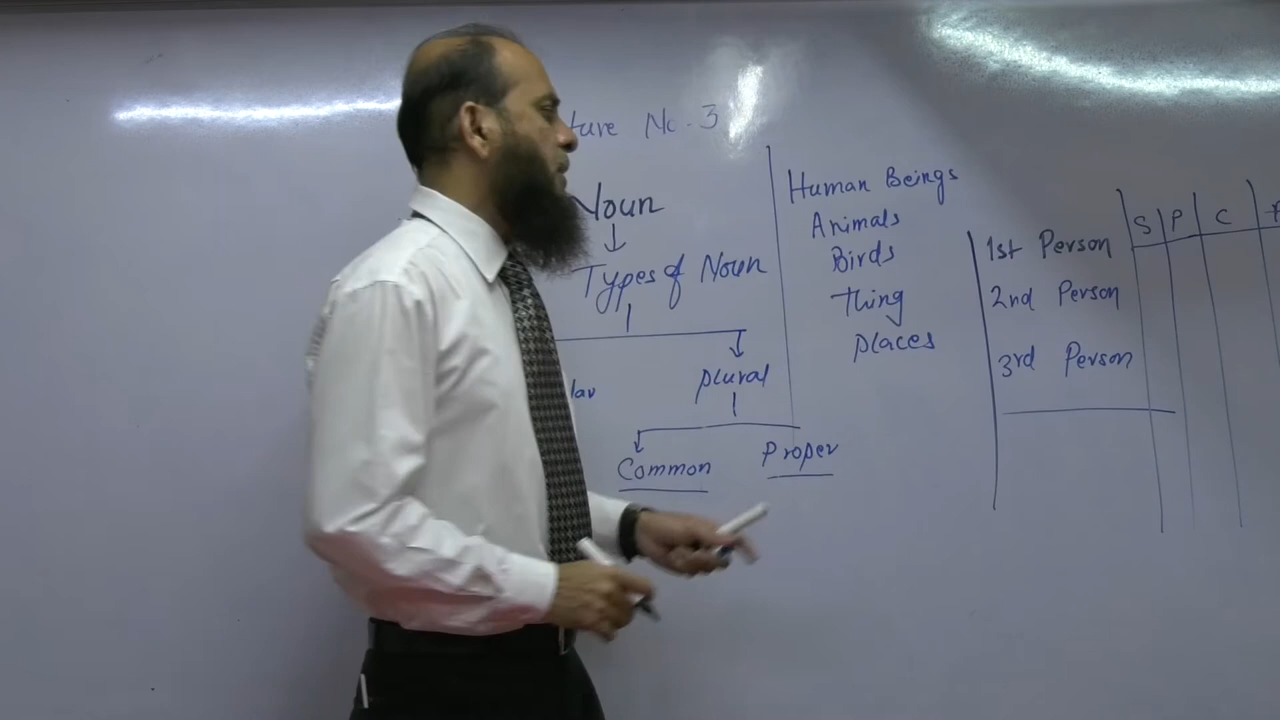 ture No. 3
Noun
Types of Noun
lar
plural
Common Proper
Human Beings
Animals
Birds
Thing
places
S P C
1st Person
2nd Person
3rd Person